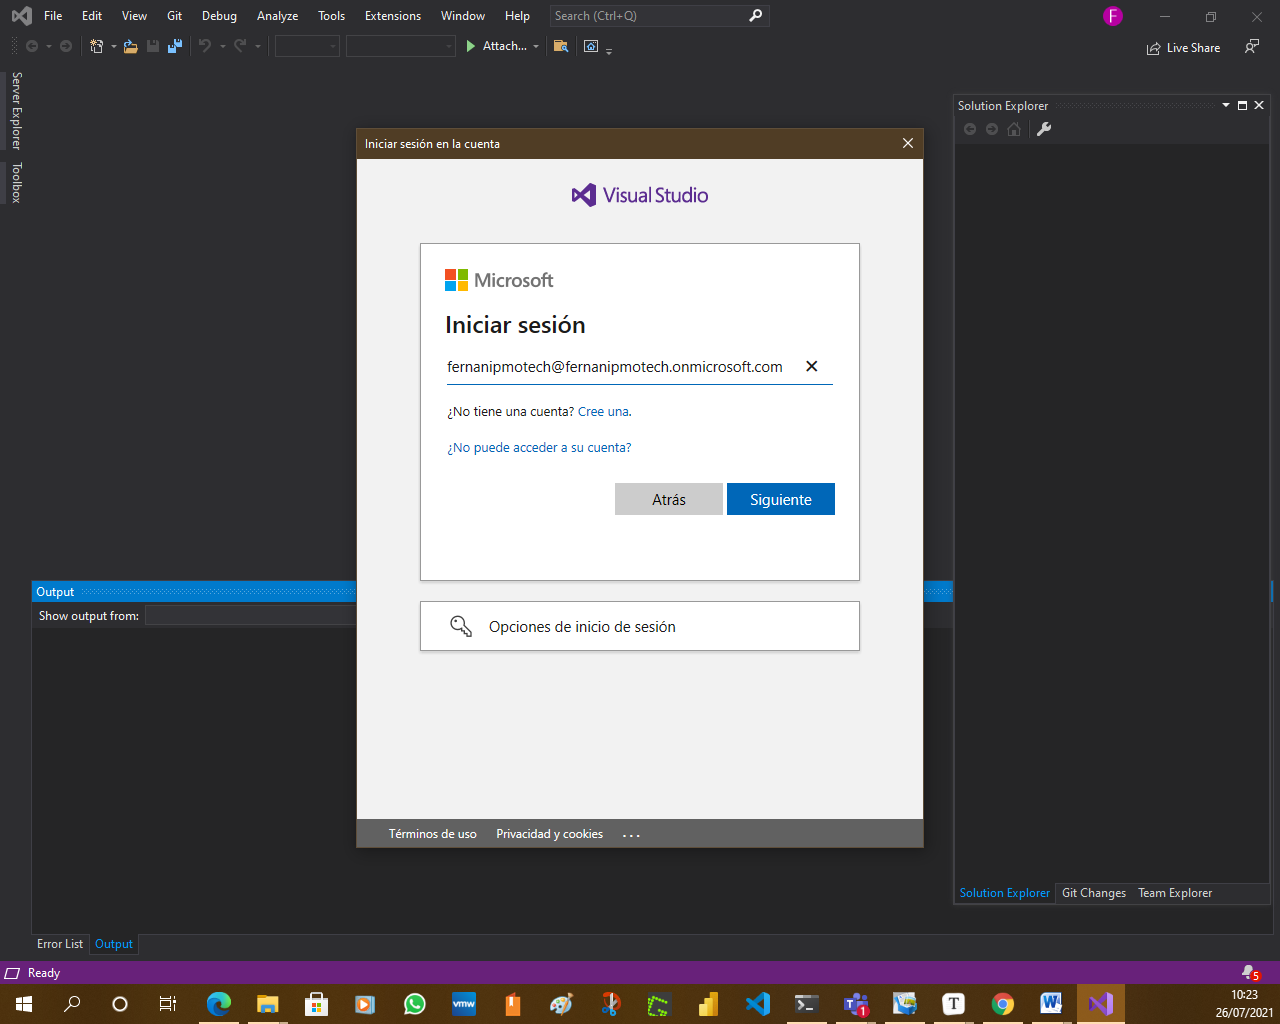 File Edit View Git Debug Analyze Tools Extensions Window Help Search (Ctrl+Q) F
Attach... Live Share
Server Explorer
Toolbox
Solution Explorer
Iniciar sesión en la cuenta
Visual Studio
Microsoft
Iniciar sesión
fernanipmotech@fernanipmotech.onmicrosoft.com
¿No tiene una cuenta? Cree una.
¿No puede acceder a su cuenta?
Atrás Siguiente
Output
Show output from:
Opciones de inicio de sesión
Términos de uso Privacidad y cookies ...
Solution Explorer Git Changes Team Explorer
Error List Output
Ready 5
vmw 1 T W
10:23
26/07/2021